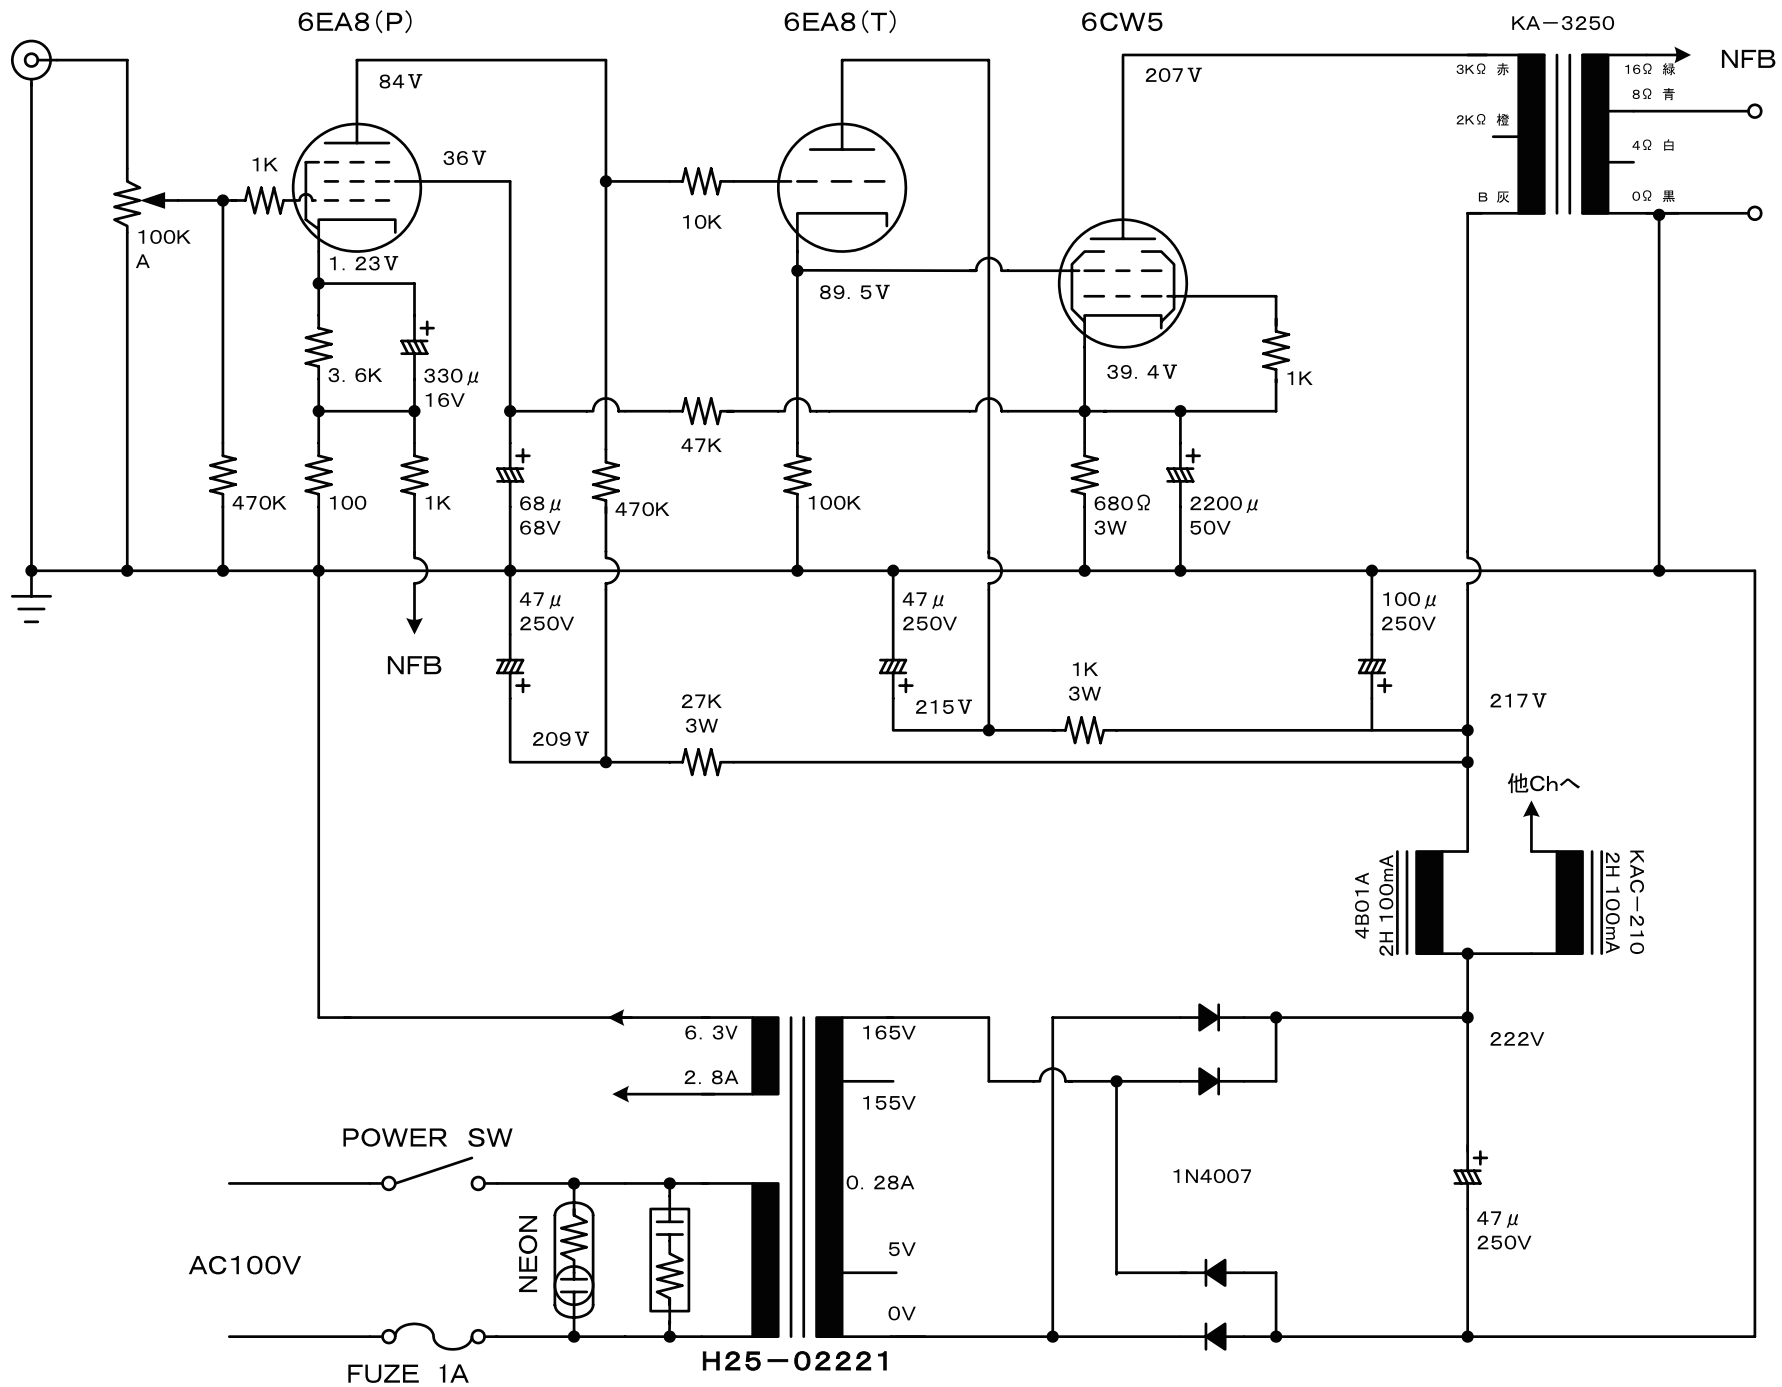 6EA8(P)
6EA8(T)
6CW5
KA-3250
NFB
84V
207V
3KΩ 赤
16Ω 緑
8Ω 青
2KΩ 橙
4Ω 白
B 灰
0Ω 黒
1K
36V
10K
100K
A
1.23V
89.5V
39.4V
3.6K
330μ
16V
1K
47K
470K
100
1K
68μ
68V
470K
100K
680Ω
3W
2200μ
50V
47μ
250V
47μ
250V
100μ
250V
NFB
1K
3W
27K
3W
209V
215V
217V
他Chへ
4B01A
2H 100mA
KAC-210
2H 100mA
6.3V
2.8A
165V
155V
0.28A
5V
0V
222V
1N4007
47μ
250V
POWER SW
NEON
AC100V
FUZE 1A
H25-02221